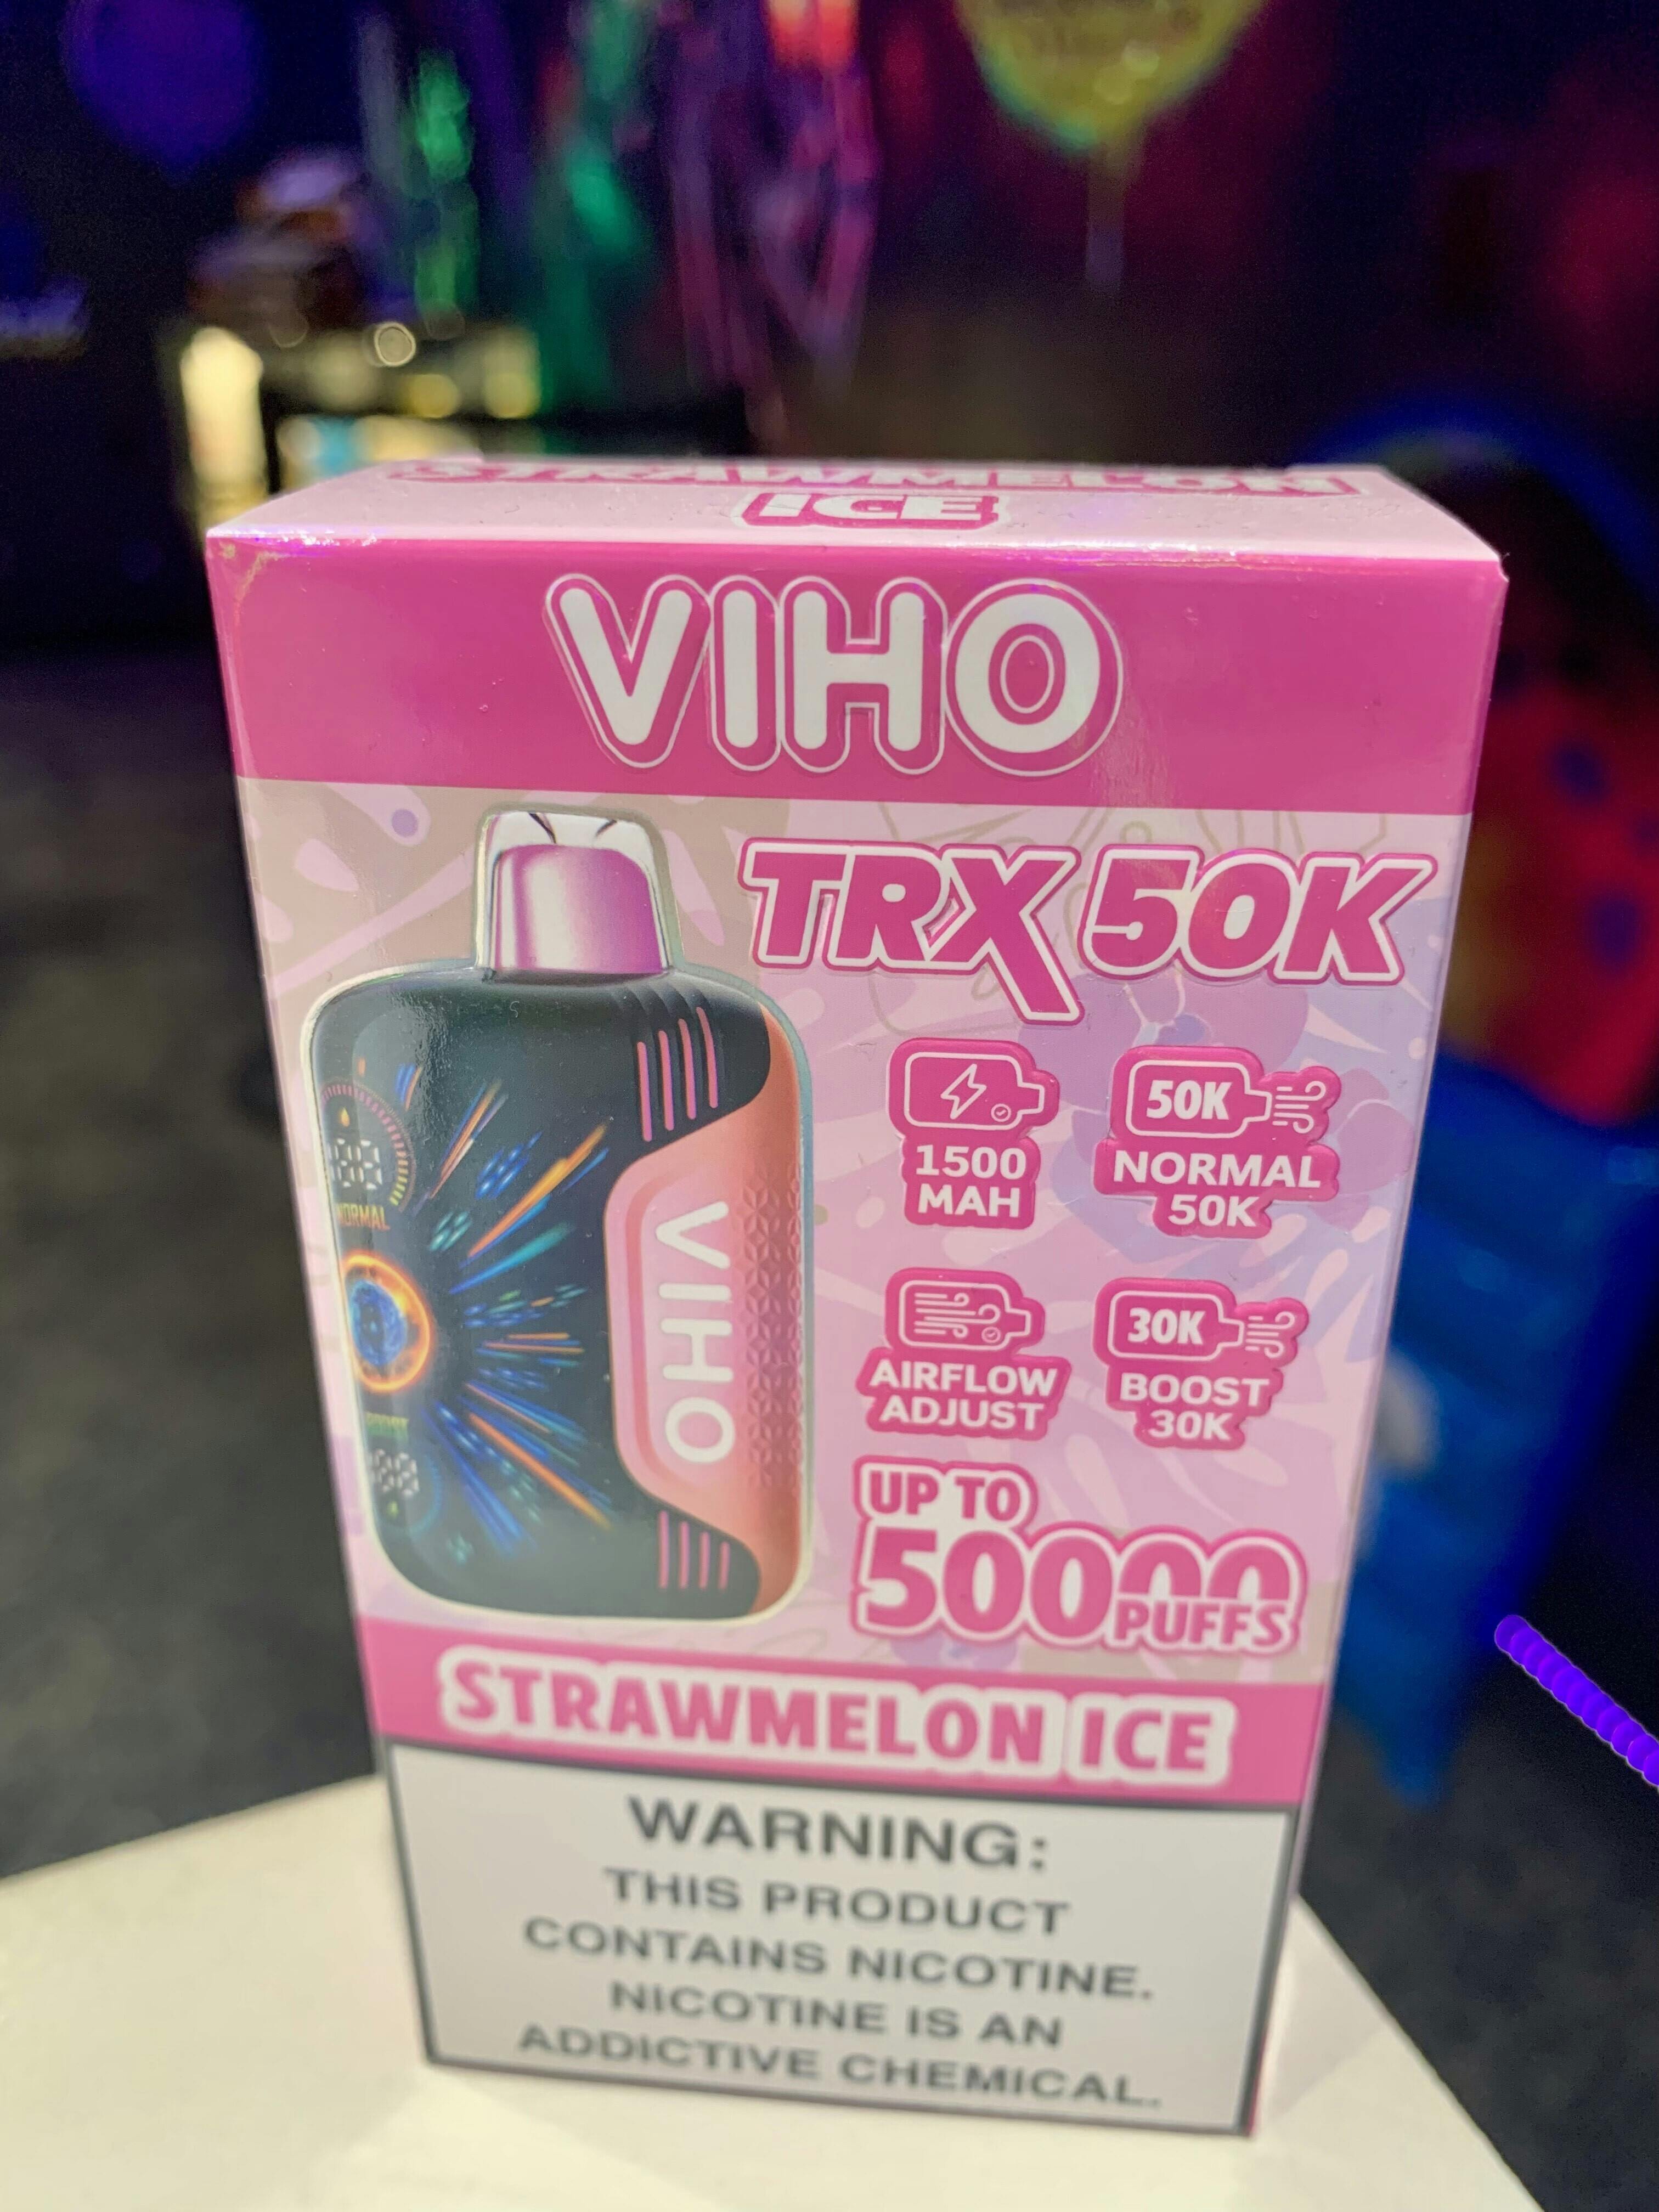 STRAWMELON
ICE
VIHO
TRX 50K
1500
MAH
50K
NORMAL
50K
AIRFLOW
ADJUST
30K
BOOST
30K
UP TO
50000
PUFFS
NORMAL
VIHO
BOOST
STRAWMELON ICE
WARNING:
THIS PRODUCT
CONTAINS NICOTINE.
NICOTINE IS AN
ADDICTIVE CHEMICAL.